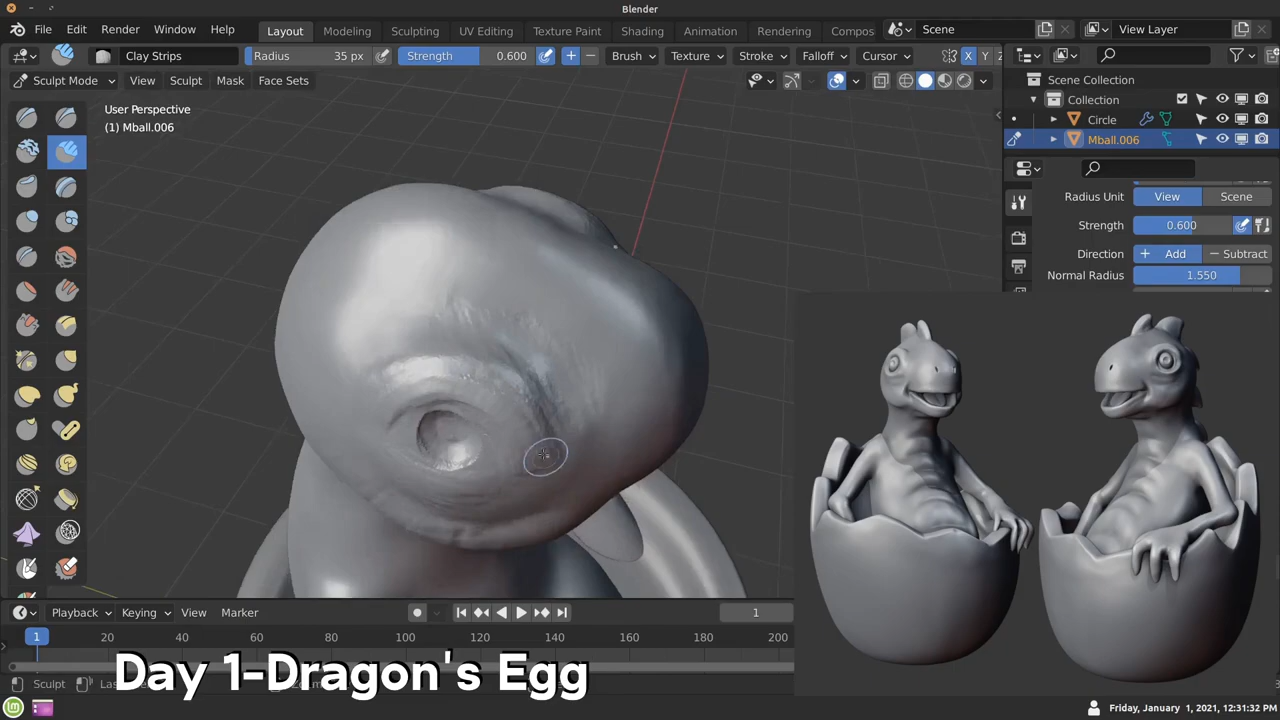 Blender
File Edit Render Window Help Layout Modeling Sculpting UV Editing Texture Paint Shading Animation Rendering Compos Scene View Layer
Clay Strips Radius 35 px Strength 0.600 Brush Texture Stroke Falloff Cursor X Y Z
Sculpt Mode View Sculpt Mask Face Sets
Scene Collection
Collection
Circle
Mball.006
User Perspective
(1) Mball.006
Radius Unit View Scene
Strength 0.600
Direction Add Subtract
Normal Radius 1.550
Playback Keying View Marker 1
1 20 40 60 80 100 120 140 160 180 200
Sculpt
Day 1-Dragon's Egg
Friday, January 1, 2021, 12:31:32 PM